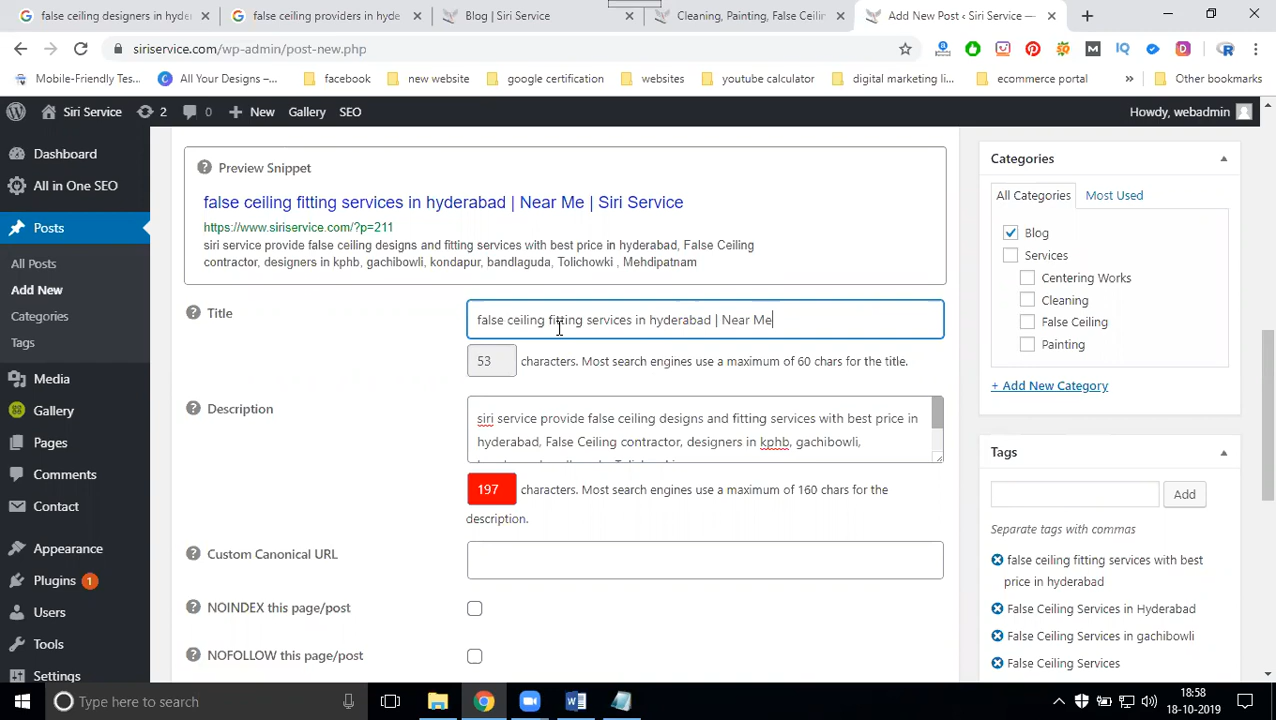 false ceiling designers in hyder
false ceiling providers in hyd
Blog | Siri Service
Cleaning, Painting, False Ceilin
Add New Post ‹ Siri Service —
siriservice.com/wp-admin/post-new.php
Mobile-Friendly Tes...
All Your Designs –...
facebook
new website
google certification
websites
youtube calculator
digital marketing li...
ecommerce portal
»
Other bookmarks
Siri Service
2
0
New
Gallery
SEO
Howdy, webadmin
Dashboard
All in One SEO
Posts
All Posts
Add New
Categories
Tags
Media
Gallery
Pages
Comments
Contact
Appearance
Plugins 1
Users
Tools
Settings
Preview Snippet
false ceiling fitting services in hyderabad | Near Me | Siri Service
https://www.siriservice.com/?p=211
siri service provide false ceiling designs and fitting services with best price in hyderabad, False Ceiling
contractor, designers in kphb, gachibowli, kondapur, bandlaguda, Tolichowki , Mehdipatnam
Title
false ceiling fitting services in hyderabad | Near Me
53 characters. Most search engines use a maximum of 60 chars for the title.
Description
siri service provide false ceiling designs and fitting services with best price in
hyderabad, False Ceiling contractor, designers in kphb, gachibowli,
197 characters. Most search engines use a maximum of 160 chars for the
description.
Custom Canonical URL
NOINDEX this page/post
NOFOLLOW this page/post
Categories
All Categories
Most Used
Blog
Services
Centering Works
Cleaning
False Ceiling
Painting
+ Add New Category
Tags
Add
Separate tags with commas
false ceiling fitting services with best
price in hyderabad
False Ceiling Services in Hyderabad
False Ceiling Services in gachibowli
False Ceiling Services
Type here to search
18:58
18-10-2019